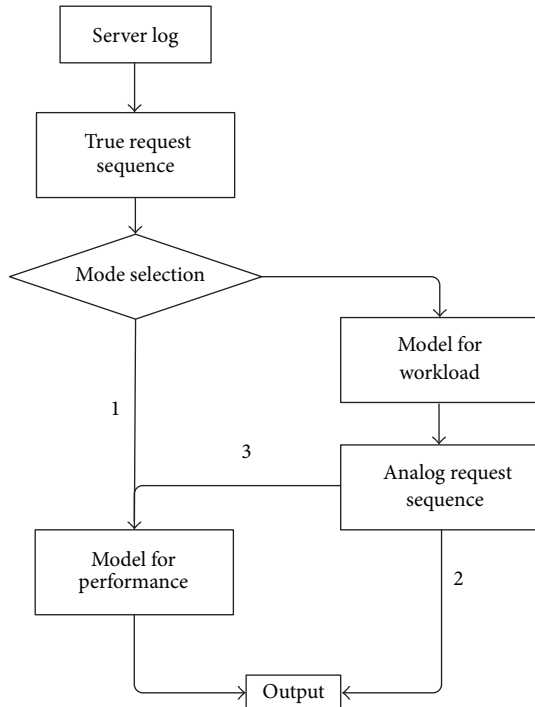 Server log
True request
sequence
Mode selection
Model for
workload
1
3
Analog request
sequence
Model for
performance
2
Output